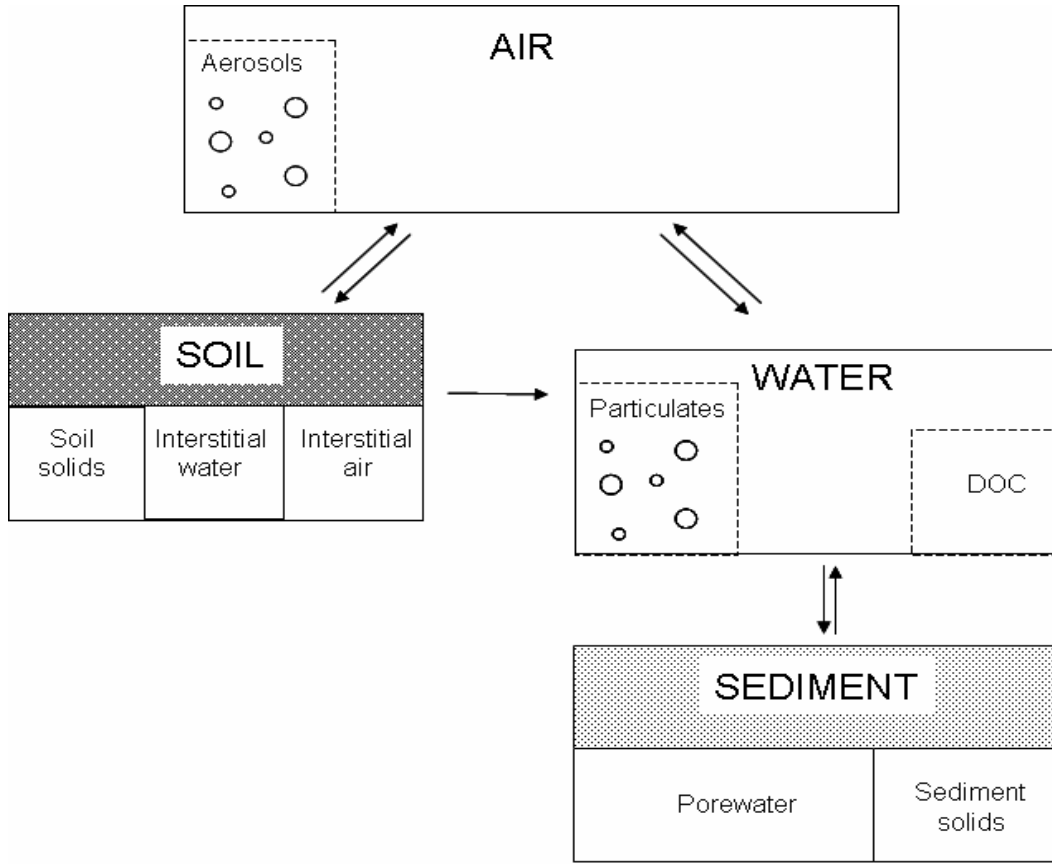 AIR
Aerosols
SOIL
Soil
solids
Interstitial
water
Interstitial
air
WATER
Particulates
DOC
SEDIMENT
Porewater
Sediment
solids